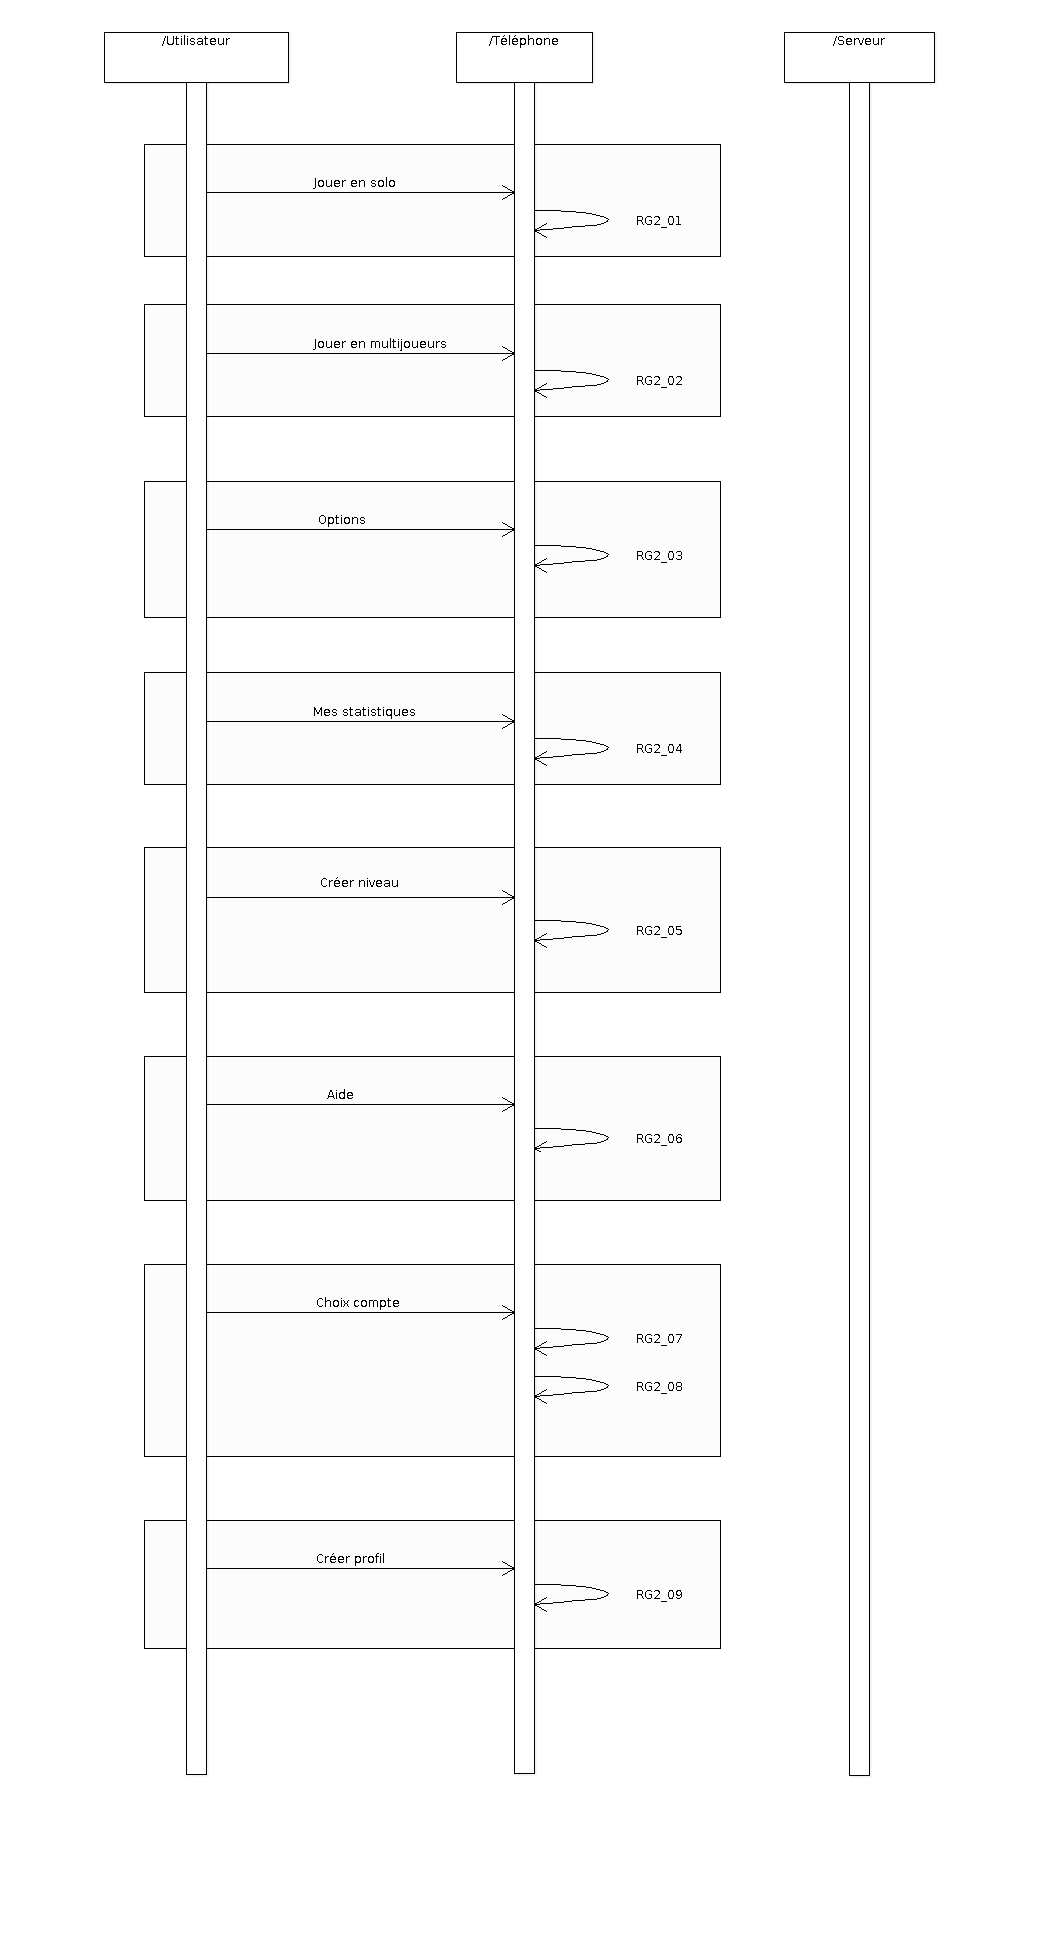 /Utilisateur
/Téléphone
/Serveur
Jouer en solo
RG2_01
Jouer en multijoueurs
RG2_02
Options
RG2_03
Mes statistiques
RG2_04
Créer niveau
RG2_05
Aide
RG2_06
Choix compte
RG2_07
RG2_08
Créer profil
RG2_09